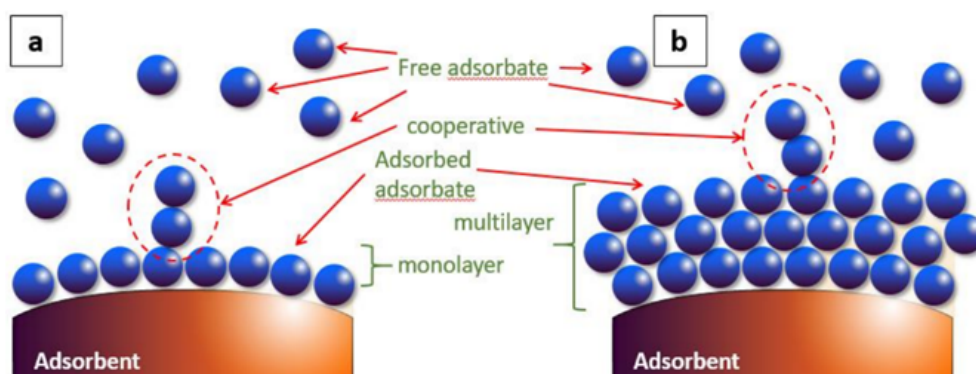 a
b
Free adsorbate
cooperative
Adsorbed
adsorbate
multilayer
monolayer
Adsorbent
Adsorbent